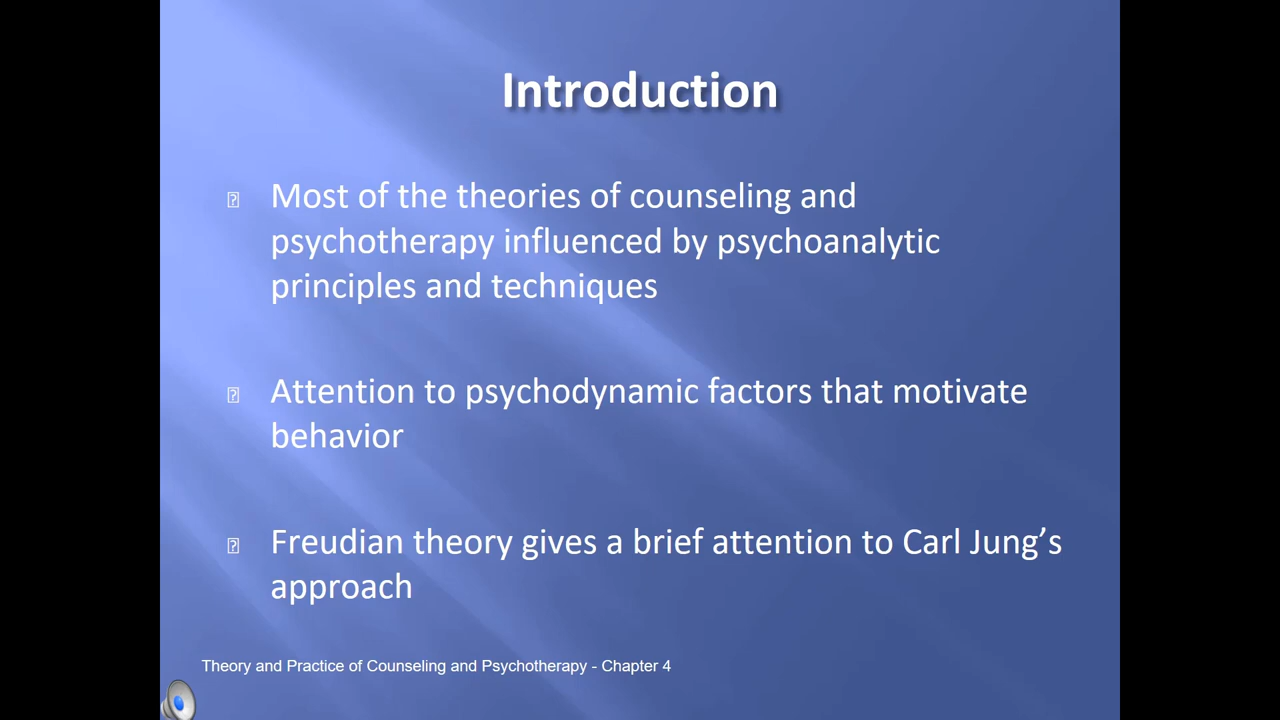 Introduction
Most of the theories of counseling and
psychotherapy influenced by psychoanalytic
principles and techniques
Attention to psychodynamic factors that motivate
behavior
Freudian theory gives a brief attention to Carl Jung’s
approach
Theory and Practice of Counseling and Psychotherapy - Chapter 4